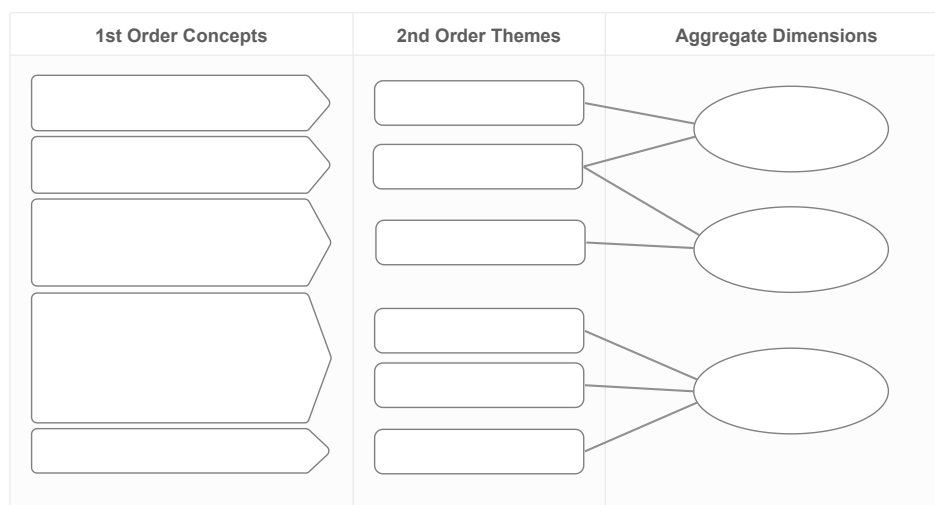 1st Order Concepts
2nd Order Themes
Aggregate Dimensions